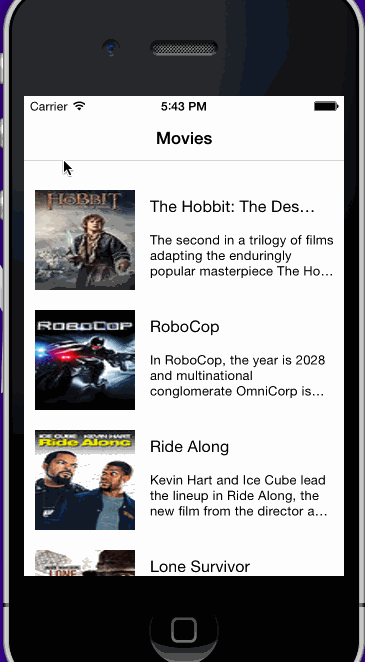 Carrier 5:43 PM
Movies
HOBBIT
The Hobbit: The Des...
The second in a trilogy of films
adapting the enduringly
popular masterpiece The Ho...
ROBOCOP
RoboCop
In RoboCop, the year is 2028
and multinational
conglomerate OmniCorp is...
ICE CUBE KEVIN HART
Ride Along
Ride Along
Kevin Hart and Ice Cube lead
the lineup in Ride Along, the
new film from the director a...
LONE
Lone Survivor